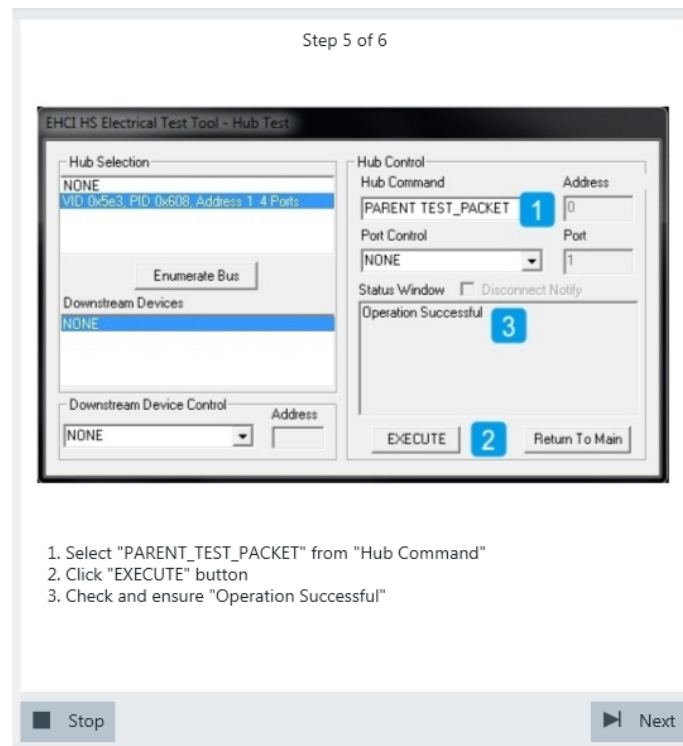 Step 5 of 6
EHCI HS Electrical Test Tool - Hub Test
Hub Selection
NONE
VID 0x5e3, PID 0x608, Address 1 4 Ports
Enumerate Bus
Downstream Devices
NONE
Downstream Device Control
Address
NONE
Hub Control
Hub Command
Address
PARENT TEST_PACKET
1
0
Port Control
Port
NONE
1
Status Window
Disconnect Notify
Operation Successful
3
EXECUTE
2
Return To Main
1. Select "PARENT_TEST_PACKET" from "Hub Command"
2. Click "EXECUTE" button
3. Check and ensure "Operation Successful"
Stop
Next